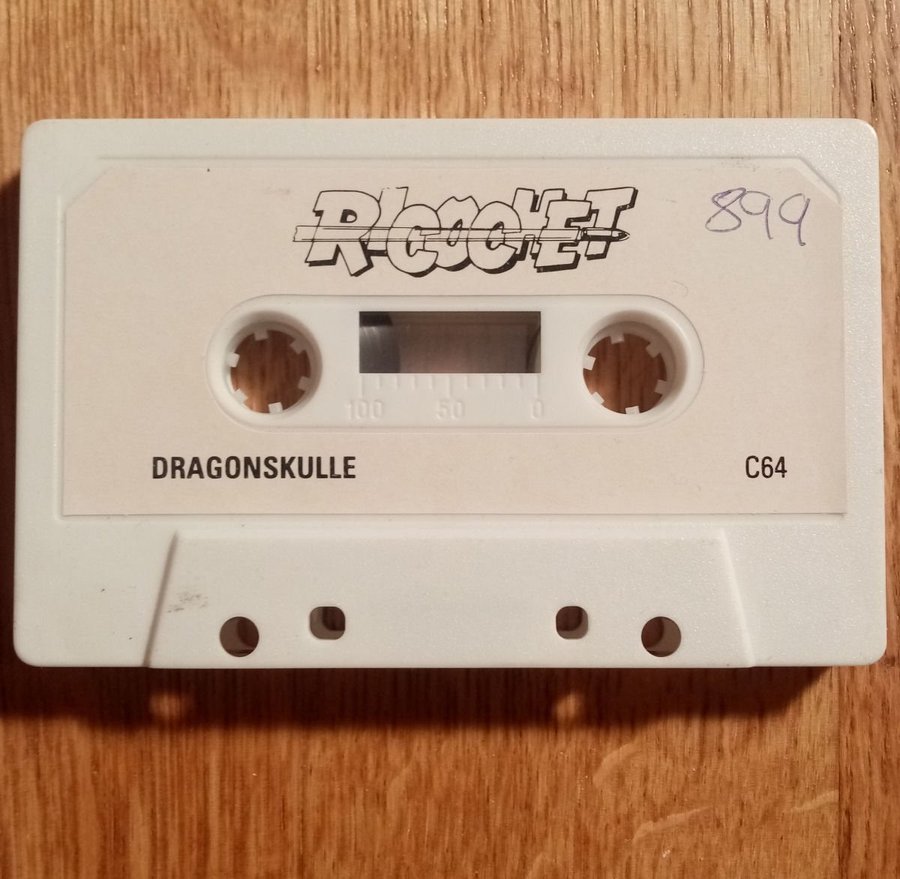 RICOCHET
899
100 50 0
DRAGONSKULLE
C64